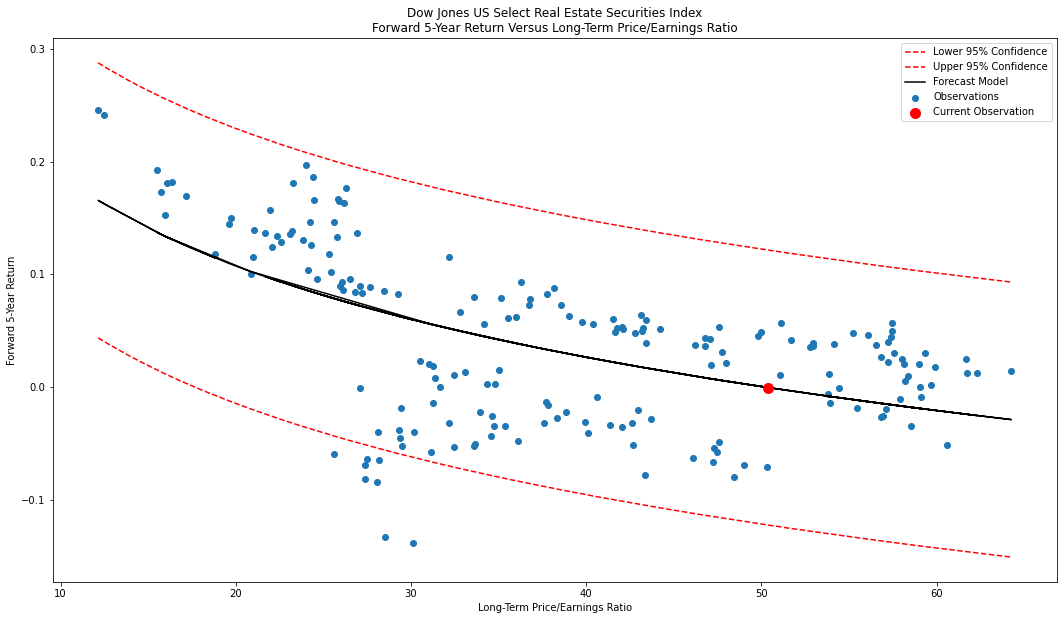 Dow Jones US Select Real Estate Securities Index
Forward 5-Year Return Versus Long-Term Price/Earnings Ratio
Lower 95% Confidence
Upper 95% Confidence
Forecast Model
Observations
Current Observation
Forward 5-Year Return
0.3
0.2
0.1
0.0
−0.1
10 20 30 40 50 60
Long-Term Price/Earnings Ratio